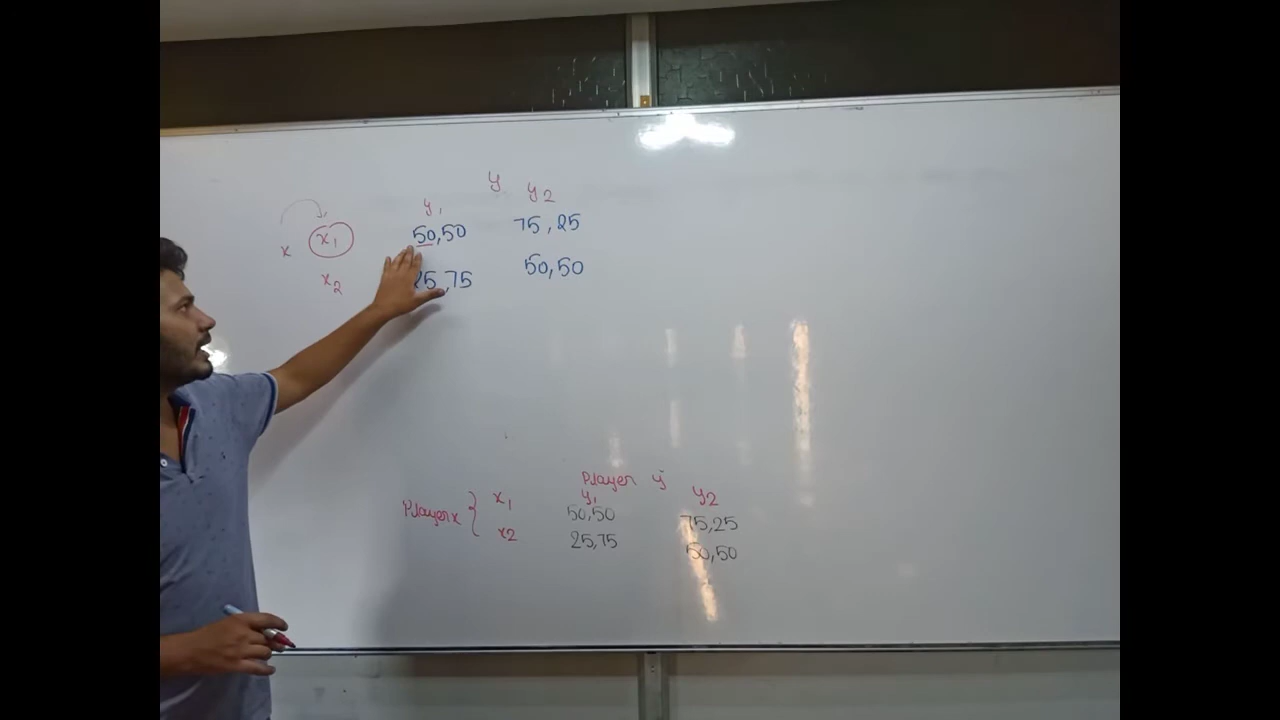 y
y₁ y₂
x x₁ 50,50 75,25
x₂ 25,75 50,50
Player y
y₁ y₂
Player x { x₁ 50,50 75,25
x2 25,75 50,50